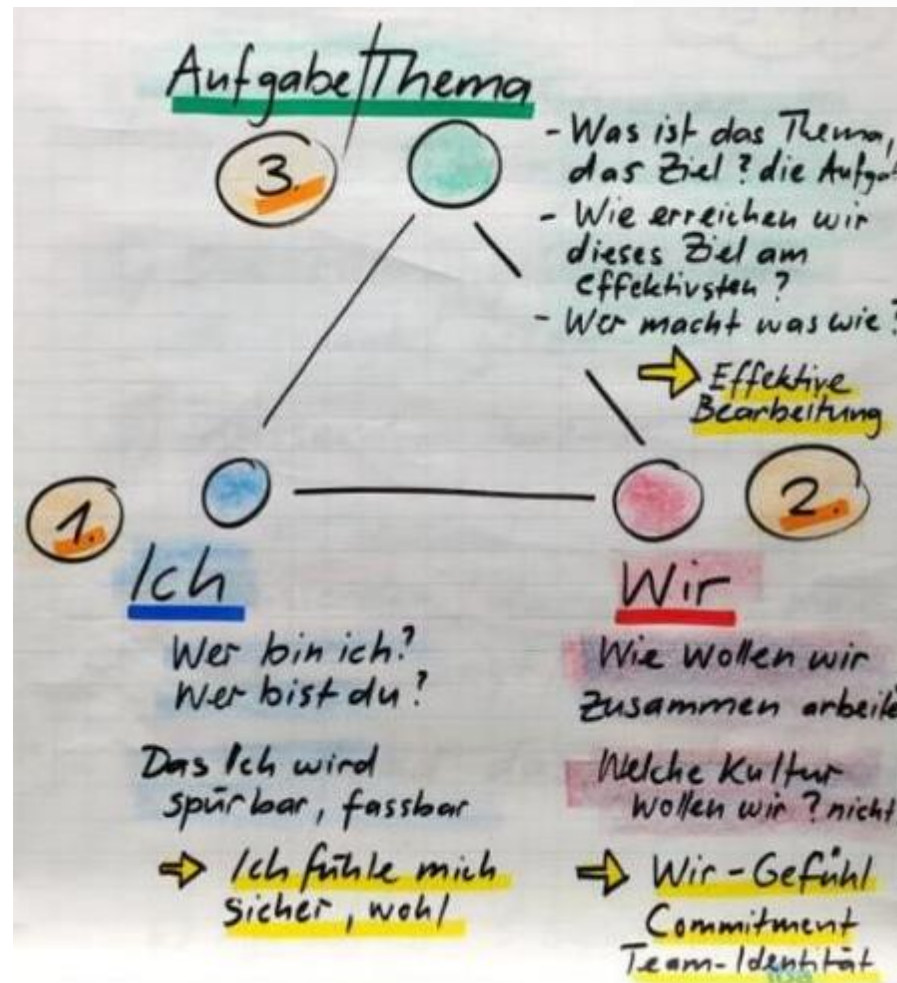 Aufgabe/Thema
3.
- Was ist das Thema,
das Ziel? die
- Wie erreichen wir
dieses Ziel am
Effektivsten?
- Wer macht was wie?
Effektive
Bearbeitung
1.
Ich
Wer bin ich?
Wer bist du?
Das Ich wird
spürbar, fassbar
Ich fühle mich
sicher, wohl
2.
Wir
Wie wollen wir
zusammen
Welche Kultur
wollen wir? nicht
Wir-Gefühl
Commitment
Team-Identität